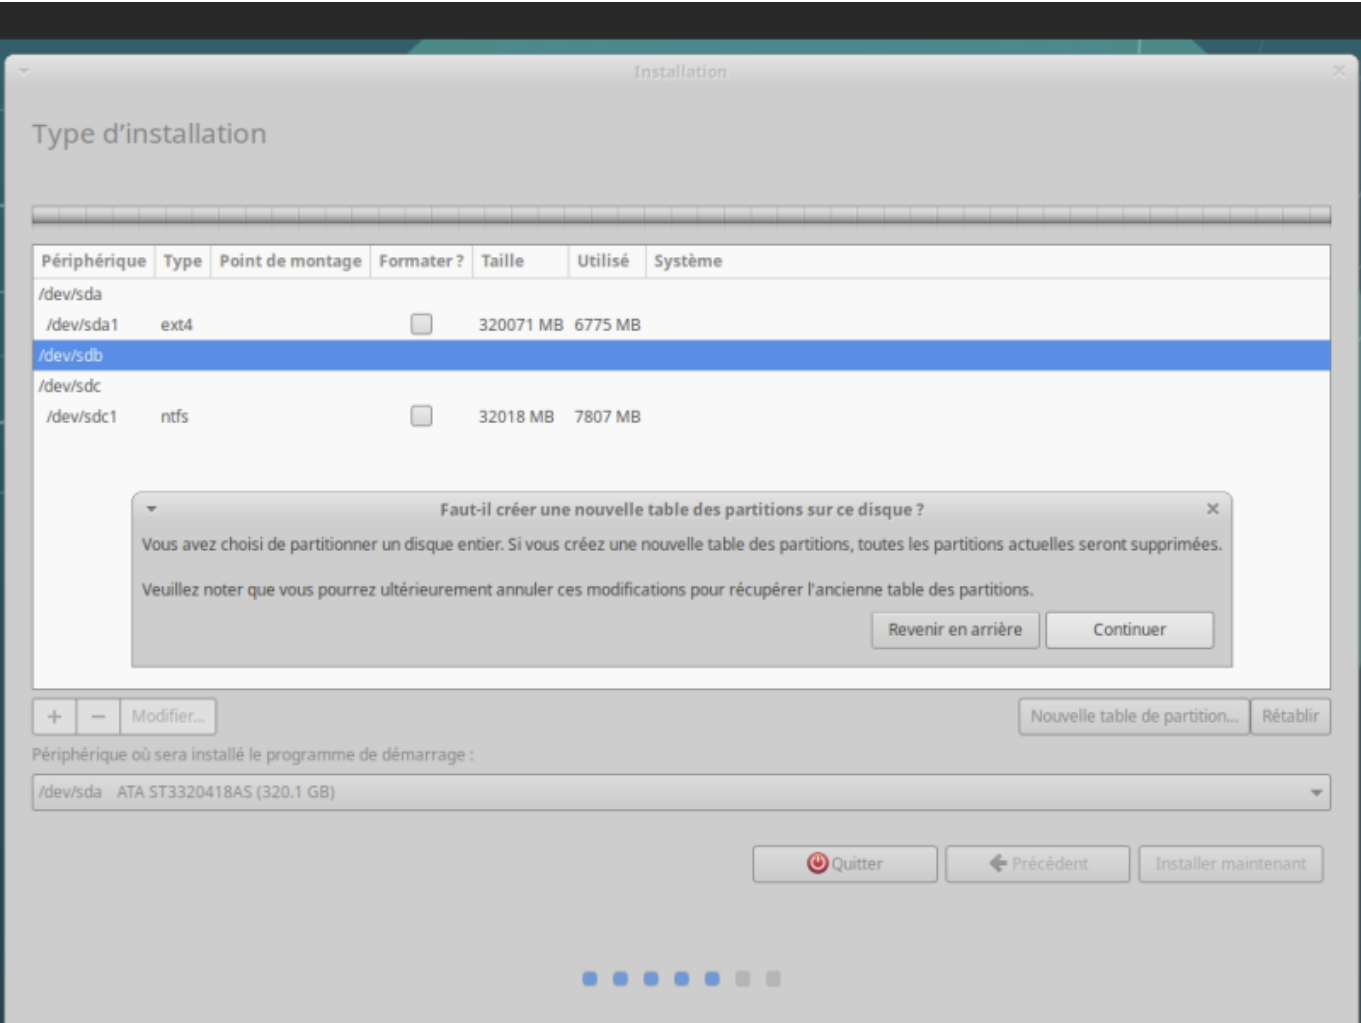 Installation
Type d'installation
Périphérique Type Point de montage Formater ? Taille Utilisé Système
/dev/sda
/dev/sda1 ext4 320071 MB 6775 MB
/dev/sdb
/dev/sdc
/dev/sdc1 ntfs 32018 MB 7807 MB
Faut-il créer une nouvelle table des partitions sur ce disque ?
Vous avez choisi de partitionner un disque entier. Si vous créez une nouvelle table des partitions, toutes les partitions actuelles seront supprimées.
Veuillez noter que vous pourrez ultérieurement annuler ces modifications pour récupérer l'ancienne table des partitions.
Revenir en arrière Continuer
+ − Modifier... Nouvelle table de partition... Rétablir
Périphérique où sera installé le programme de démarrage :
/dev/sda ATA ST3320418AS (320.1 GB)
Quitter Précédent Installer maintenant